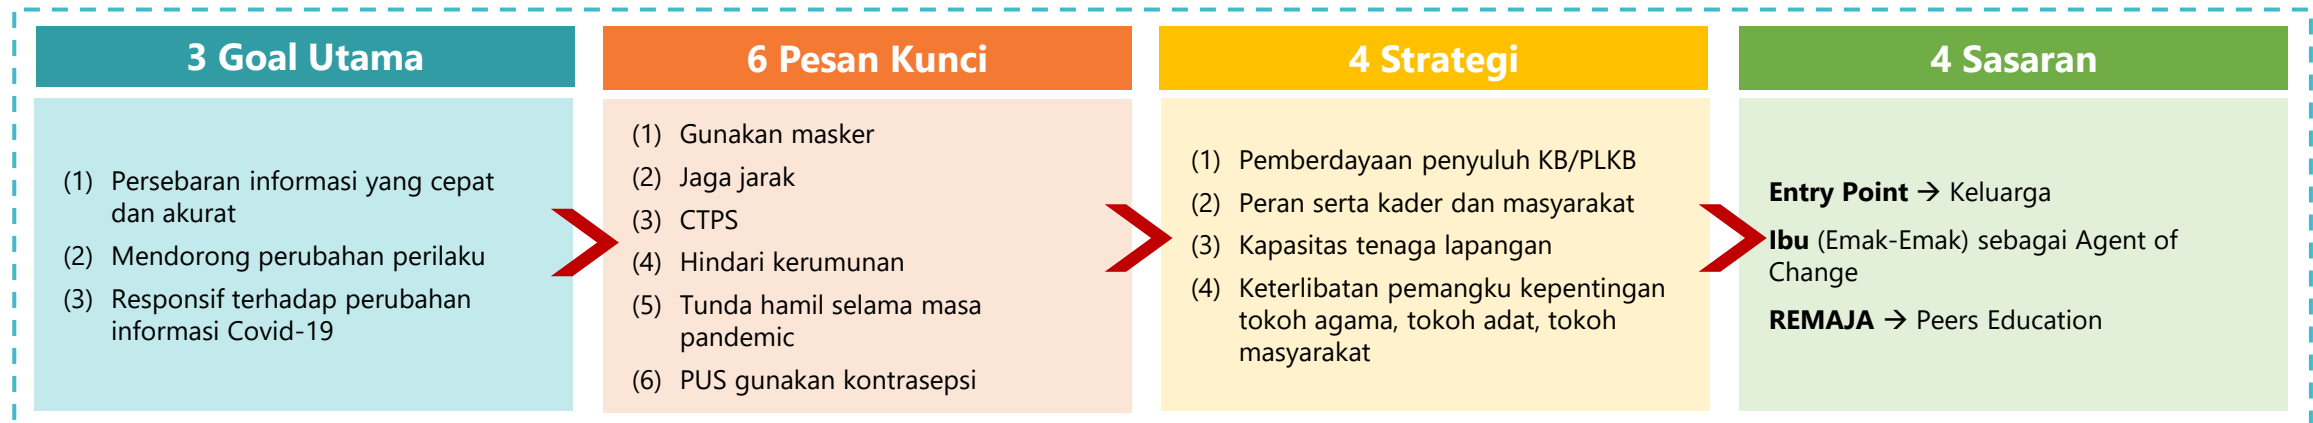 3 Goal Utama
(1) Persebaran informasi yang cepat
dan akurat
(2) Mendorong perubahan perilaku
(3) Responsif terhadap perubahan
informasi Covid-19
6 Pesan Kunci
(1) Gunakan masker
(2) Jaga jarak
(3) CTPS
(4) Hindari kerumunan
(5) Tunda hamil selama masa
pandemic
(6) PUS gunakan kontrasepsi
4 Strategi
(1) Pemberdayaan penyuluh KB/PLKB
(2) Peran serta kader dan masyarakat
(3) Kapasitas tenaga lapangan
(4) Keterlibatan pemangku kepentingan
tokoh agama, tokoh adat, tokoh
masyarakat
4 Sasaran
Entry Point → Keluarga
Ibu (Emak-Emak) sebagai Agent of
Change
REMAJA → Peers Education